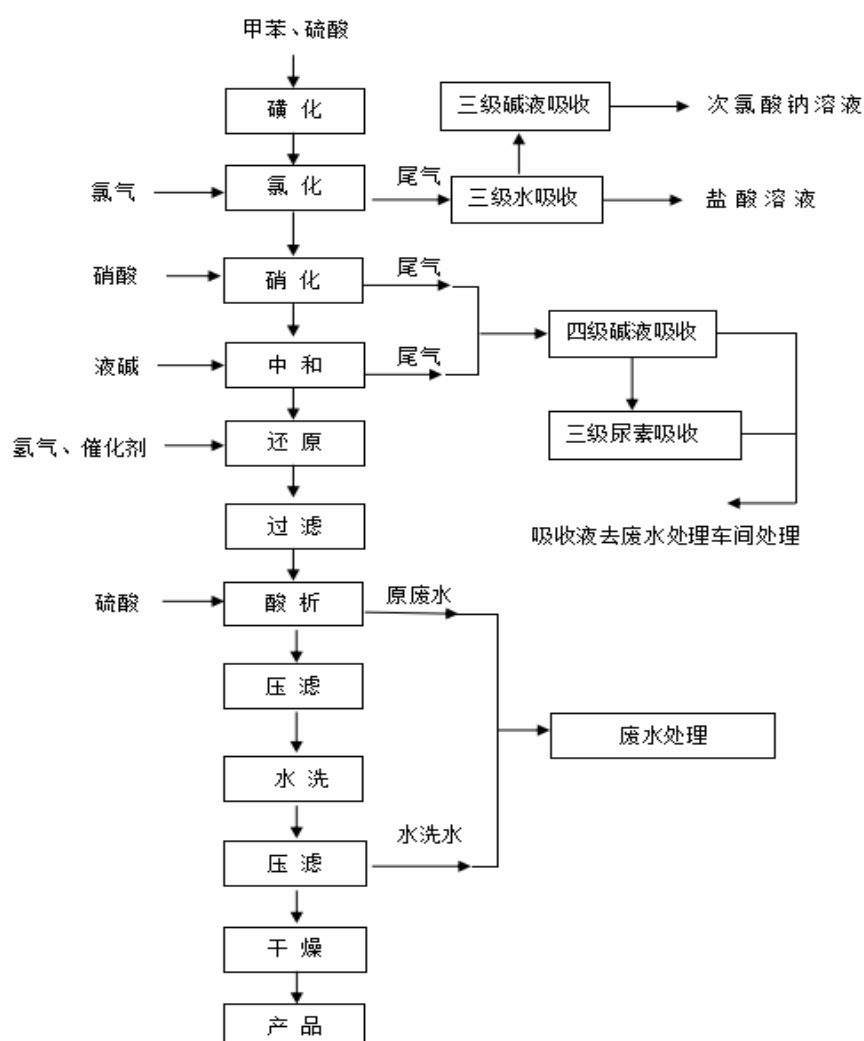 甲苯、硫酸
磺化
三级碱液吸收
次氯酸钠溶液
氯气
氯化
尾气
三级水吸收
盐酸溶液
硝酸
硝化
尾气
四级碱液吸收
液碱
中和
尾气
氢气、催化剂
还原
三级尿素吸收
过滤
吸收液去废水处理车间处理
硫酸
酸析
原废水
压滤
废水处理
水洗
水洗水
压滤
干燥
产品